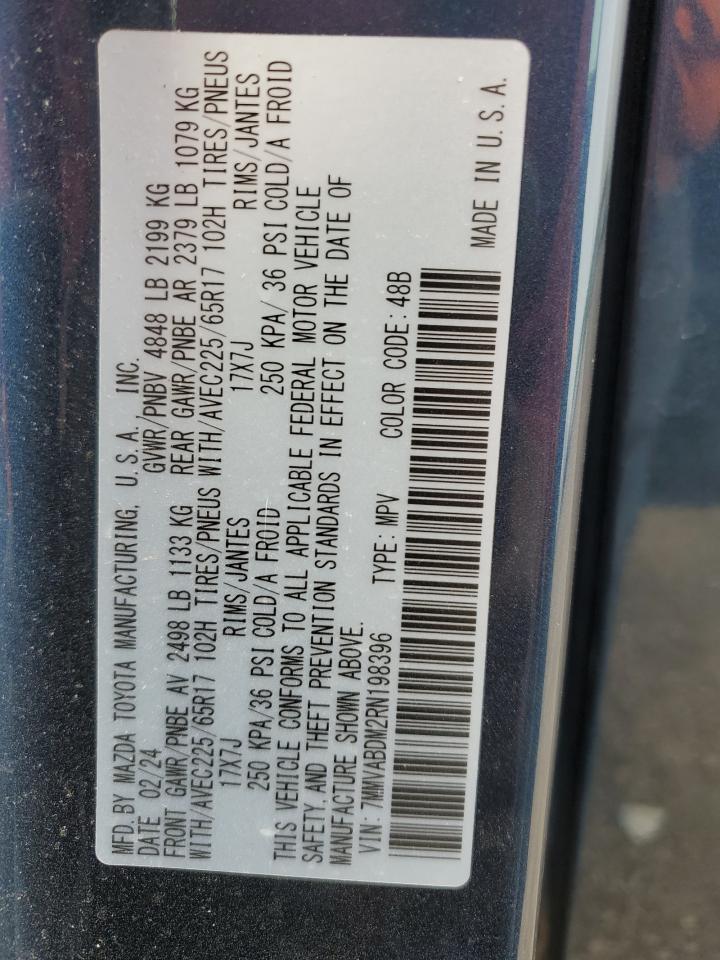 MFD. BY MAZDA TOYOTA MANUFACTURING, U.S.A. INC.
DATE 02/24 GVWR/PNBV 4848 LB 2199 KG
FRONT GAWR/PNBE AV 2498 LB 1133 KG REAR GAWR/PNBE AR 2379 LB 1079 KG
WITH/AVEC225/65R17 102H TIRES/PNEUS WITH/AVEC225/65R17 102H TIRES/PNEUS
17X7J RIMS/JANTES 17X7J RIMS/JANTES
250 KPA/36 PSI COLD/A FROID 250 KPA/ 36 PSI COLD/A FROID
THIS VEHICLE CONFORMS TO ALL APPLICABLE FEDERAL MOTOR VEHICLE
SAFETY, AND THEFT PREVENTION STANDARDS IN EFFECT ON THE DATE OF
MANUFACTURE SHOWN ABOVE.
VIN: 7MMVABDM2RN198396 TYPE: MPV COLOR CODE: 48B
MADE IN U.S.A.